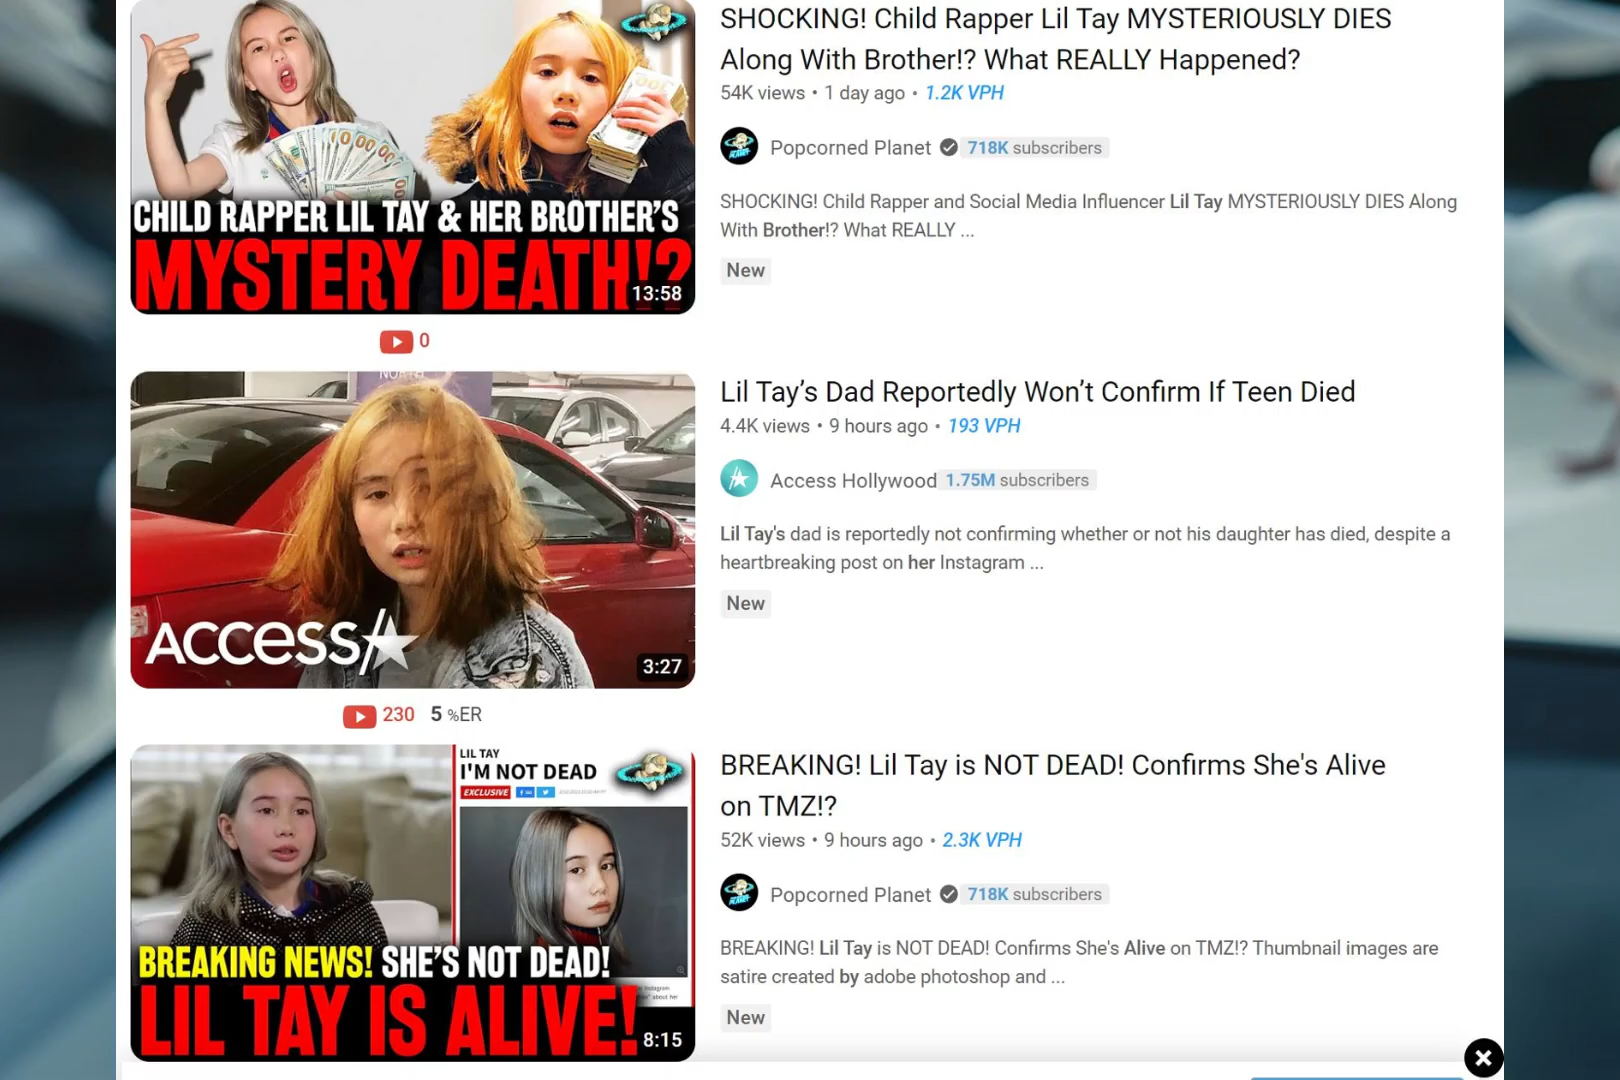 SHOCKING! Child Rapper Lil Tay MYSTERIOUSLY DIES
Along With Brother!? What REALLY Happened?
54K views • 1 day ago • 1.2K VPH
Popcorned Planet 718K subscribers
SHOCKING! Child Rapper and Social Media Influencer Lil Tay MYSTERIOUSLY DIES Along
With Brother!? What REALLY ...
New
CHILD RAPPER LIL TAY & HER BROTHER'S
MYSTERY DEATH!?
13:58
0
NORTH
Lil Tay’s Dad Reportedly Won’t Confirm If Teen Died
4.4K views • 9 hours ago • 193 VPH
Access Hollywood 1.75M subscribers
Lil Tay's dad is reportedly not confirming whether or not his daughter has died, despite a
heartbreaking post on her Instagram ...
New
ACCESS
3:27
230 5 %ER
LIL TAY
I'M NOT DEAD
EXCLUSIVE
BREAKING! Lil Tay is NOT DEAD! Confirms She's Alive
on TMZ!?
52K views • 9 hours ago • 2.3K VPH
Popcorned Planet 718K subscribers
BREAKING! Lil Tay is NOT DEAD! Confirms She's Alive on TMZ!? Thumbnail images are
satire created by adobe photoshop and ...
New
BREAKING NEWS! SHE'S NOT DEAD!
LIL TAY IS ALIVE!
8:15